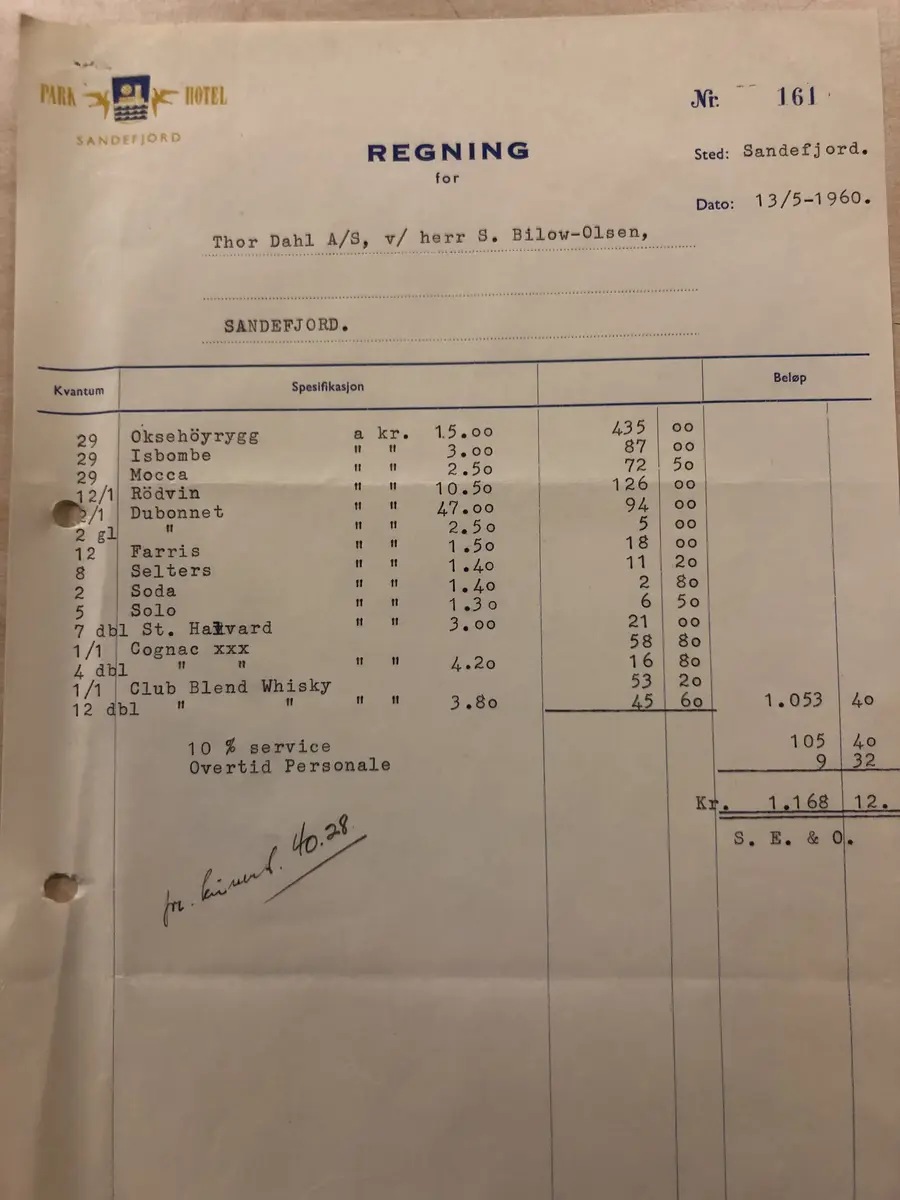 PARK HOTEL
SANDEFJORD
Nr. 161
REGNING
for
Sted: Sandefjord.
Dato: 13/5-1960.
Thor Dahl A/S, v/ herr S. Bilow-Olsen,
SANDEFJORD.
Kvantum Spesifikasjon Beløp
29 Oksehöyrygg a kr. 15.00 435 00
29 Isbombe " " 3.00 87 00
29 Mocca " " 2.50 72 50
12/1 Rödvin " " 10.50 126 00
2/1 Dubonnet " " 47.00 94 00
2 gl " " " 2.50 5 00
12 Farris " " 1.50 18 00
8 Selters " " 1.40 11 20
2 Soda " " 1.40 2 80
5 Solo " " 1.30 6 50
7 dbl St. Hallvard " " 3.00 21 00
1/1 Cognac xxx 58 80
4 dbl " " " " 4.20 16 80
1/1 Club Blend Whisky 53 20
12 dbl " " " " 3.80 45 60 1.053 40
10 % service 105 40
Overtid Personale 9 32
Kr. 1.168 12.
S. E. & O.
40.28